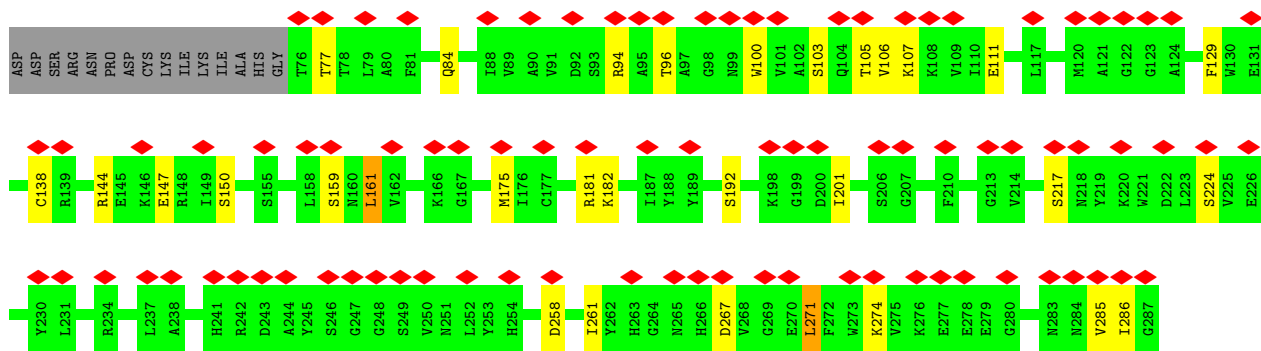 ASP ASP SER ARG ASN PRO ASP CYS LYS ILE LYS ILE ALA HIS GLY T76 T77 T78 L79 A80 F81 Q84 I88 V89 A90 V91 D92 S93 R94 A95 T96 A97 G98 N99 W100 V101 A102 S103 Q104 T105 V106 K107 K108 V109 I110 E111 L117 M120 A121 G122 G123 A124 F129 W130 E131
C138 R139 R144 E145 K146 E147 R148 I149 S150 S155 L158 S159 N160 L161 V162 K166 G167 M175 I176 C177 R181 K182 I187 Y188 Y189 S192 K198 G199 D200 I201 S206 G207 F210 G213 V214 S217 N218 Y219 K220 W221 D222 L223 S224 V225 E226
Y230 L231 R234 L237 A238 H241 R242 D243 A244 Y245 S246 G247 G248 S249 V250 N251 L252 Y253 H254 D258 I261 Y262 H263 G264 N265 H266 D267 V268 G269 E270 L271 F272 W273 K274 V275 K276 E277 E278 E279 G280 N283 N284 V285 I286 G287